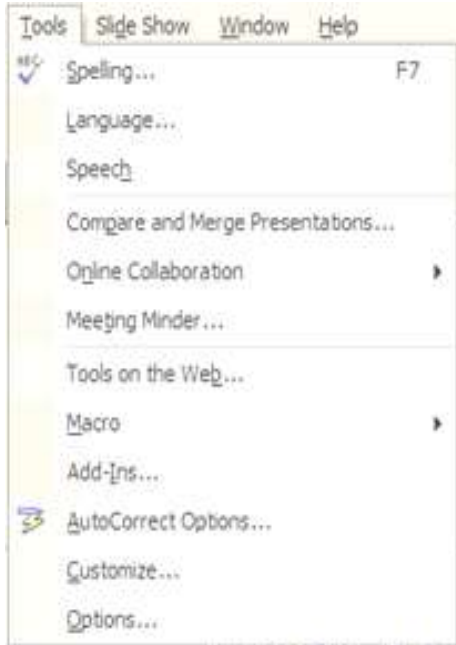 Tools Slide Show Window Help
ABC Spelling... F7
Language...
Speech
Compare and Merge Presentations...
Online Collaboration
Meeting Minder...
Tools on the Web...
Macro
Add-Ins...
AutoCorrect Options...
Customize...
Options...